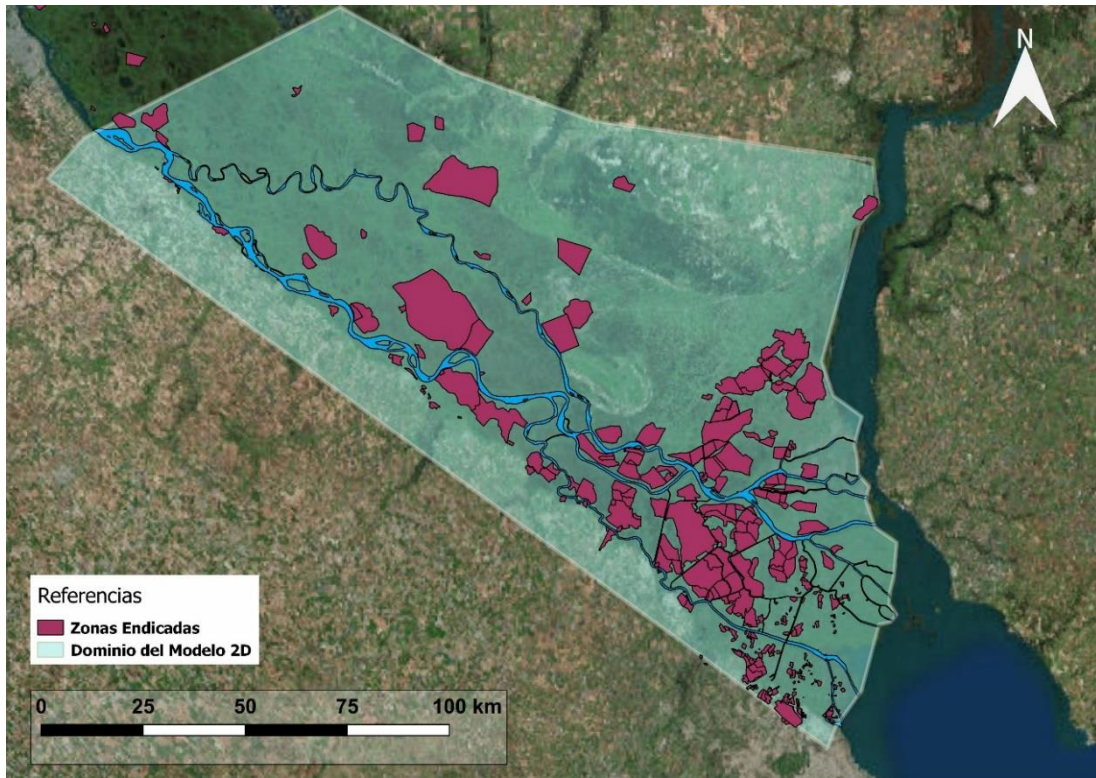 N
Referencias
Zonas Endicadas
Dominio del Modelo 2D
0 25 50 75 100 km